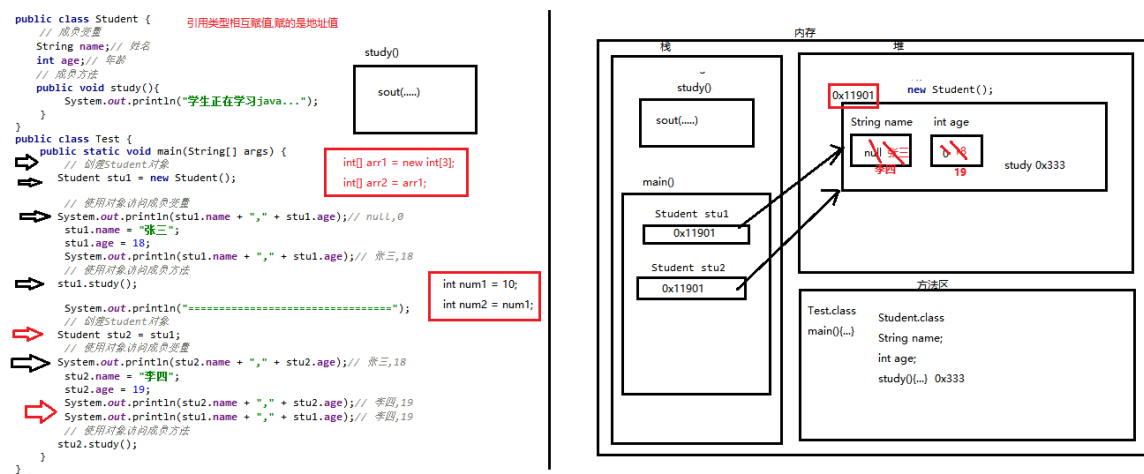 public class Student {
引用类型相互赋值,赋的是地址值
// 成员变量
String name;// 姓名
int age;// 年龄
// 成员方法
public void study(){
System.out.println("学生正在学习java...");
}
}
study()
sout(.....)
public class Test {
public static void main(String[] args) {
// 创建Student对象
Student stu1 = new Student();
int[] arr1 = new int[3];
int[] arr2 = arr1;
// 使用对象访问成员变量
System.out.println(stu1.name + "," + stu1.age);// null,0
stu1.name = "张三";
stu1.age = 18;
System.out.println(stu1.name + "," + stu1.age);// 张三,18
// 使用对象访问成员方法
stu1.study();
int num1 = 10;
int num2 = num1;
System.out.println("================================");
// 创建Student对象
Student stu2 = stu1;
// 使用对象访问成员变量
System.out.println(stu2.name + "," + stu2.age);// 张三,18
stu2.name = "李四";
stu2.age = 19;
System.out.println(stu2.name + "," + stu2.age);// 李四,19
System.out.println(stu1.name + "," + stu1.age);// 李四,19
// 使用对象访问成员方法
stu2.study();
}
}
内存
栈
study()
sout(.....)
main()
Student stu1
0x11901
Student stu2
0x11901
堆
new Student();
0x11901
String name
int age
null 张三
0 18
李四
19
study 0x333
方法区
Test.class
main(){...}
Student.class
String name;
int age;
study(){...} 0x333